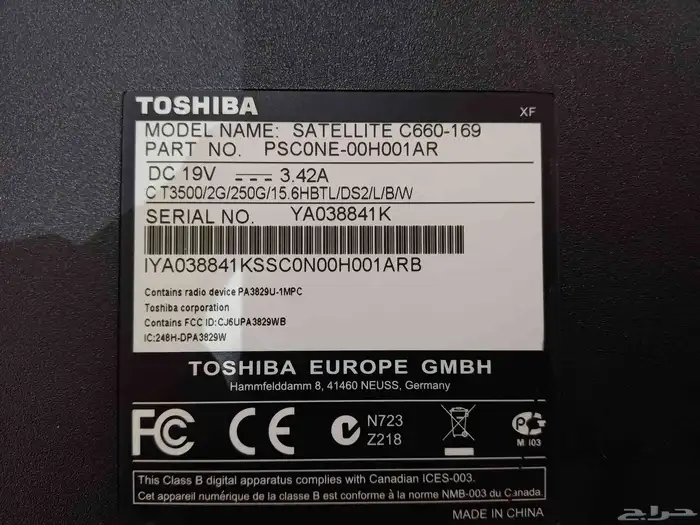 TOSHIBA
XF
MODEL NAME: SATELLITE C660-169
PART NO. PSC0NE-00H001AR
DC 19V 3.42A
C T3500/2G/250G/15.6HBTL/DS2/L/B/W
SERIAL NO. YA038841K
IYA038841KSSC0N00H001ARB
Contains radio device PA3829U-1MPC
Toshiba corporation
Contains FCC ID:CJ6UPA3829WB
IC:248H-DPA3829W
TOSHIBA EUROPE GMBH
Hammfelddamm 8, 41460 NEUSS, Germany
FC CE N723
Z218
M103
This Class B digital apparatus complies with Canadian ICES-003.
Cet appareil numérique de la classe B est conforme à la norme NMB-003 du Canada.
MADE IN CHINA
حراج